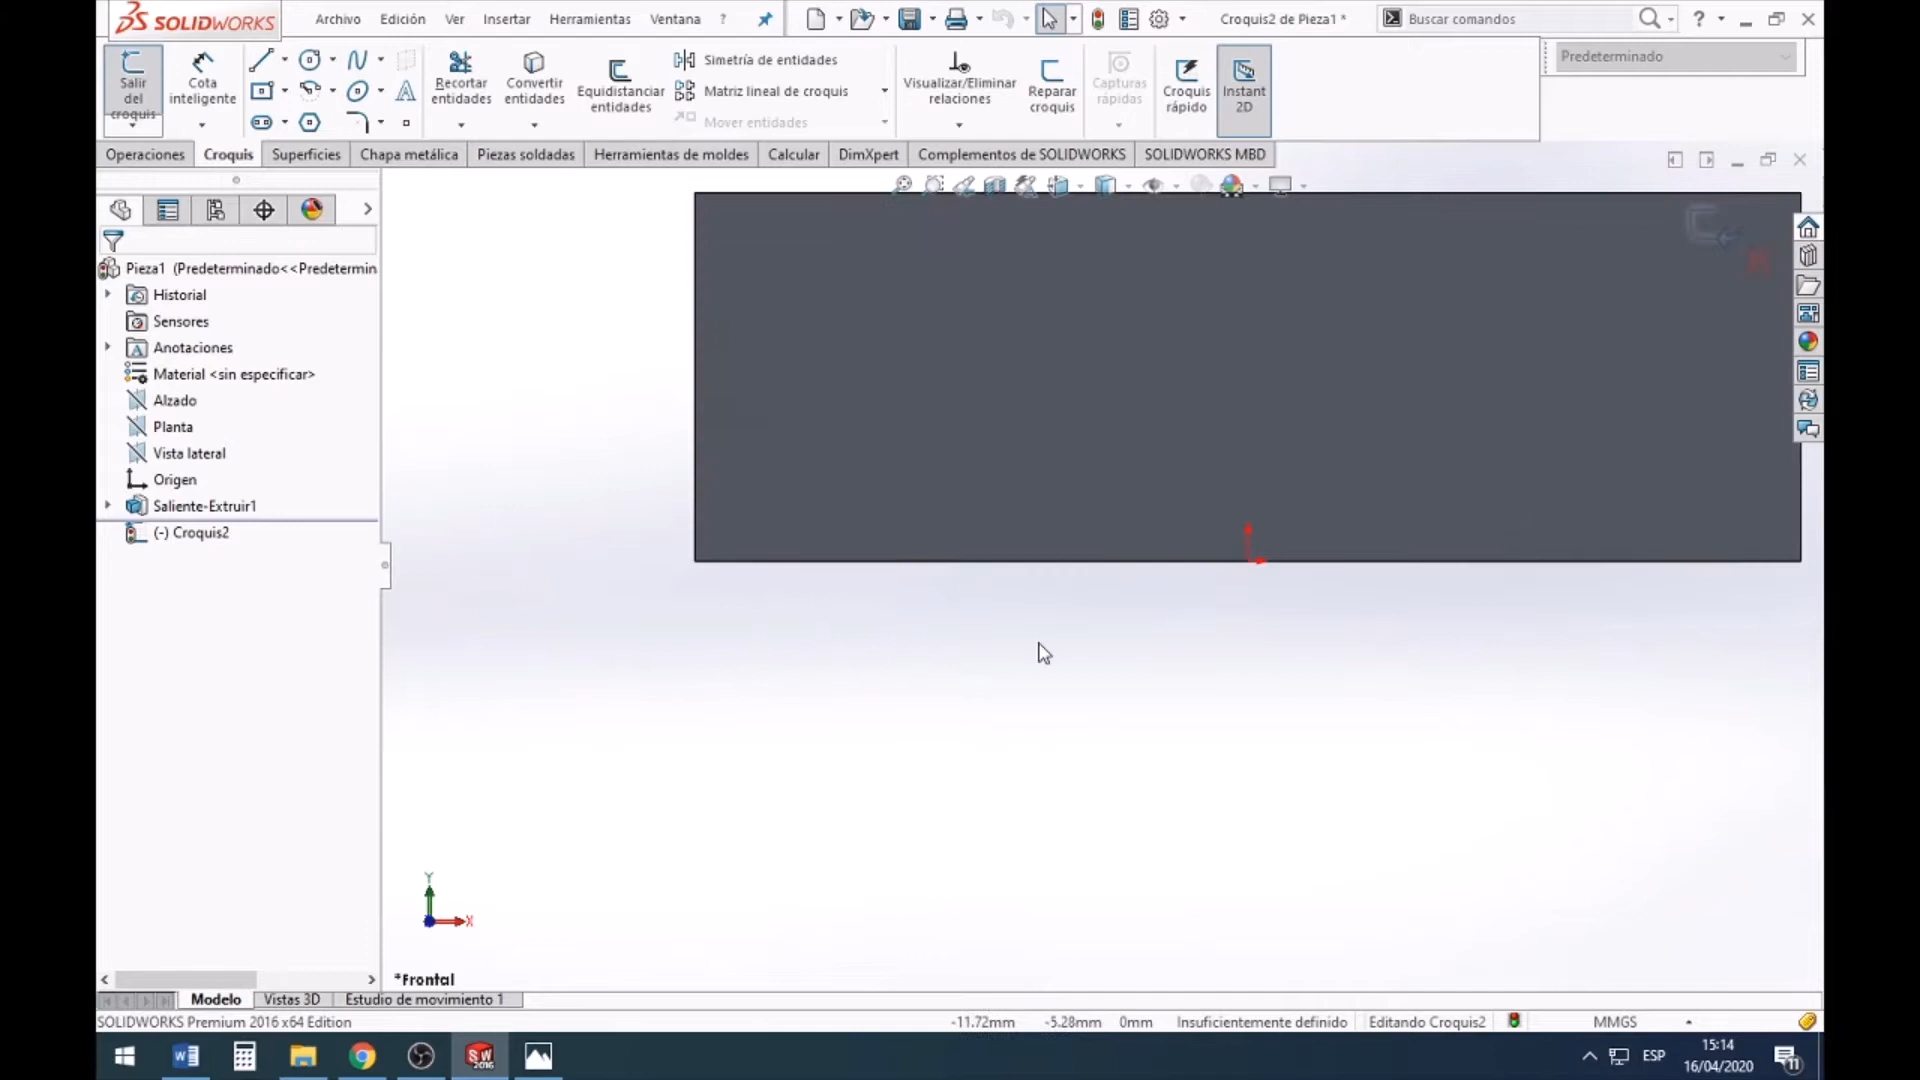 SOLIDWORKS
Archivo Edición Ver Insertar Herramientas Ventana ?
Croquis2 de Pieza1 *
Buscar comandos
?
Salir del croquis
Cota inteligente
Recortar entidades
Convertir entidades
Equidistanciar entidades
Simetría de entidades
Matriz lineal de croquis
Mover entidades
Visualizar/Eliminar relaciones
Reparar croquis
Capturas rápidas
Croquis rápido
Instant 2D
Predeterminado
Operaciones Croquis Superficies Chapa metálica Piezas soldadas Herramientas de moldes Calcular DimXpert Complementos de SOLIDWORKS SOLIDWORKS MBD
Pieza1 (Predeterminado<<Predetermin
Historial
Sensores
Anotaciones
Material <sin especificar>
Alzado
Planta
Vista lateral
Origen
Saliente-Extruir1
(-) Croquis2
Y
X
*Frontal
Modelo Vistas 3D Estudio de movimiento 1
SOLIDWORKS Premium 2016 x64 Edition
-11.72mm -5.28mm 0mm Insuficientemente definido Editando Croquis2 MMGS
SW 2016
ESP
15:14
16/04/2020
11